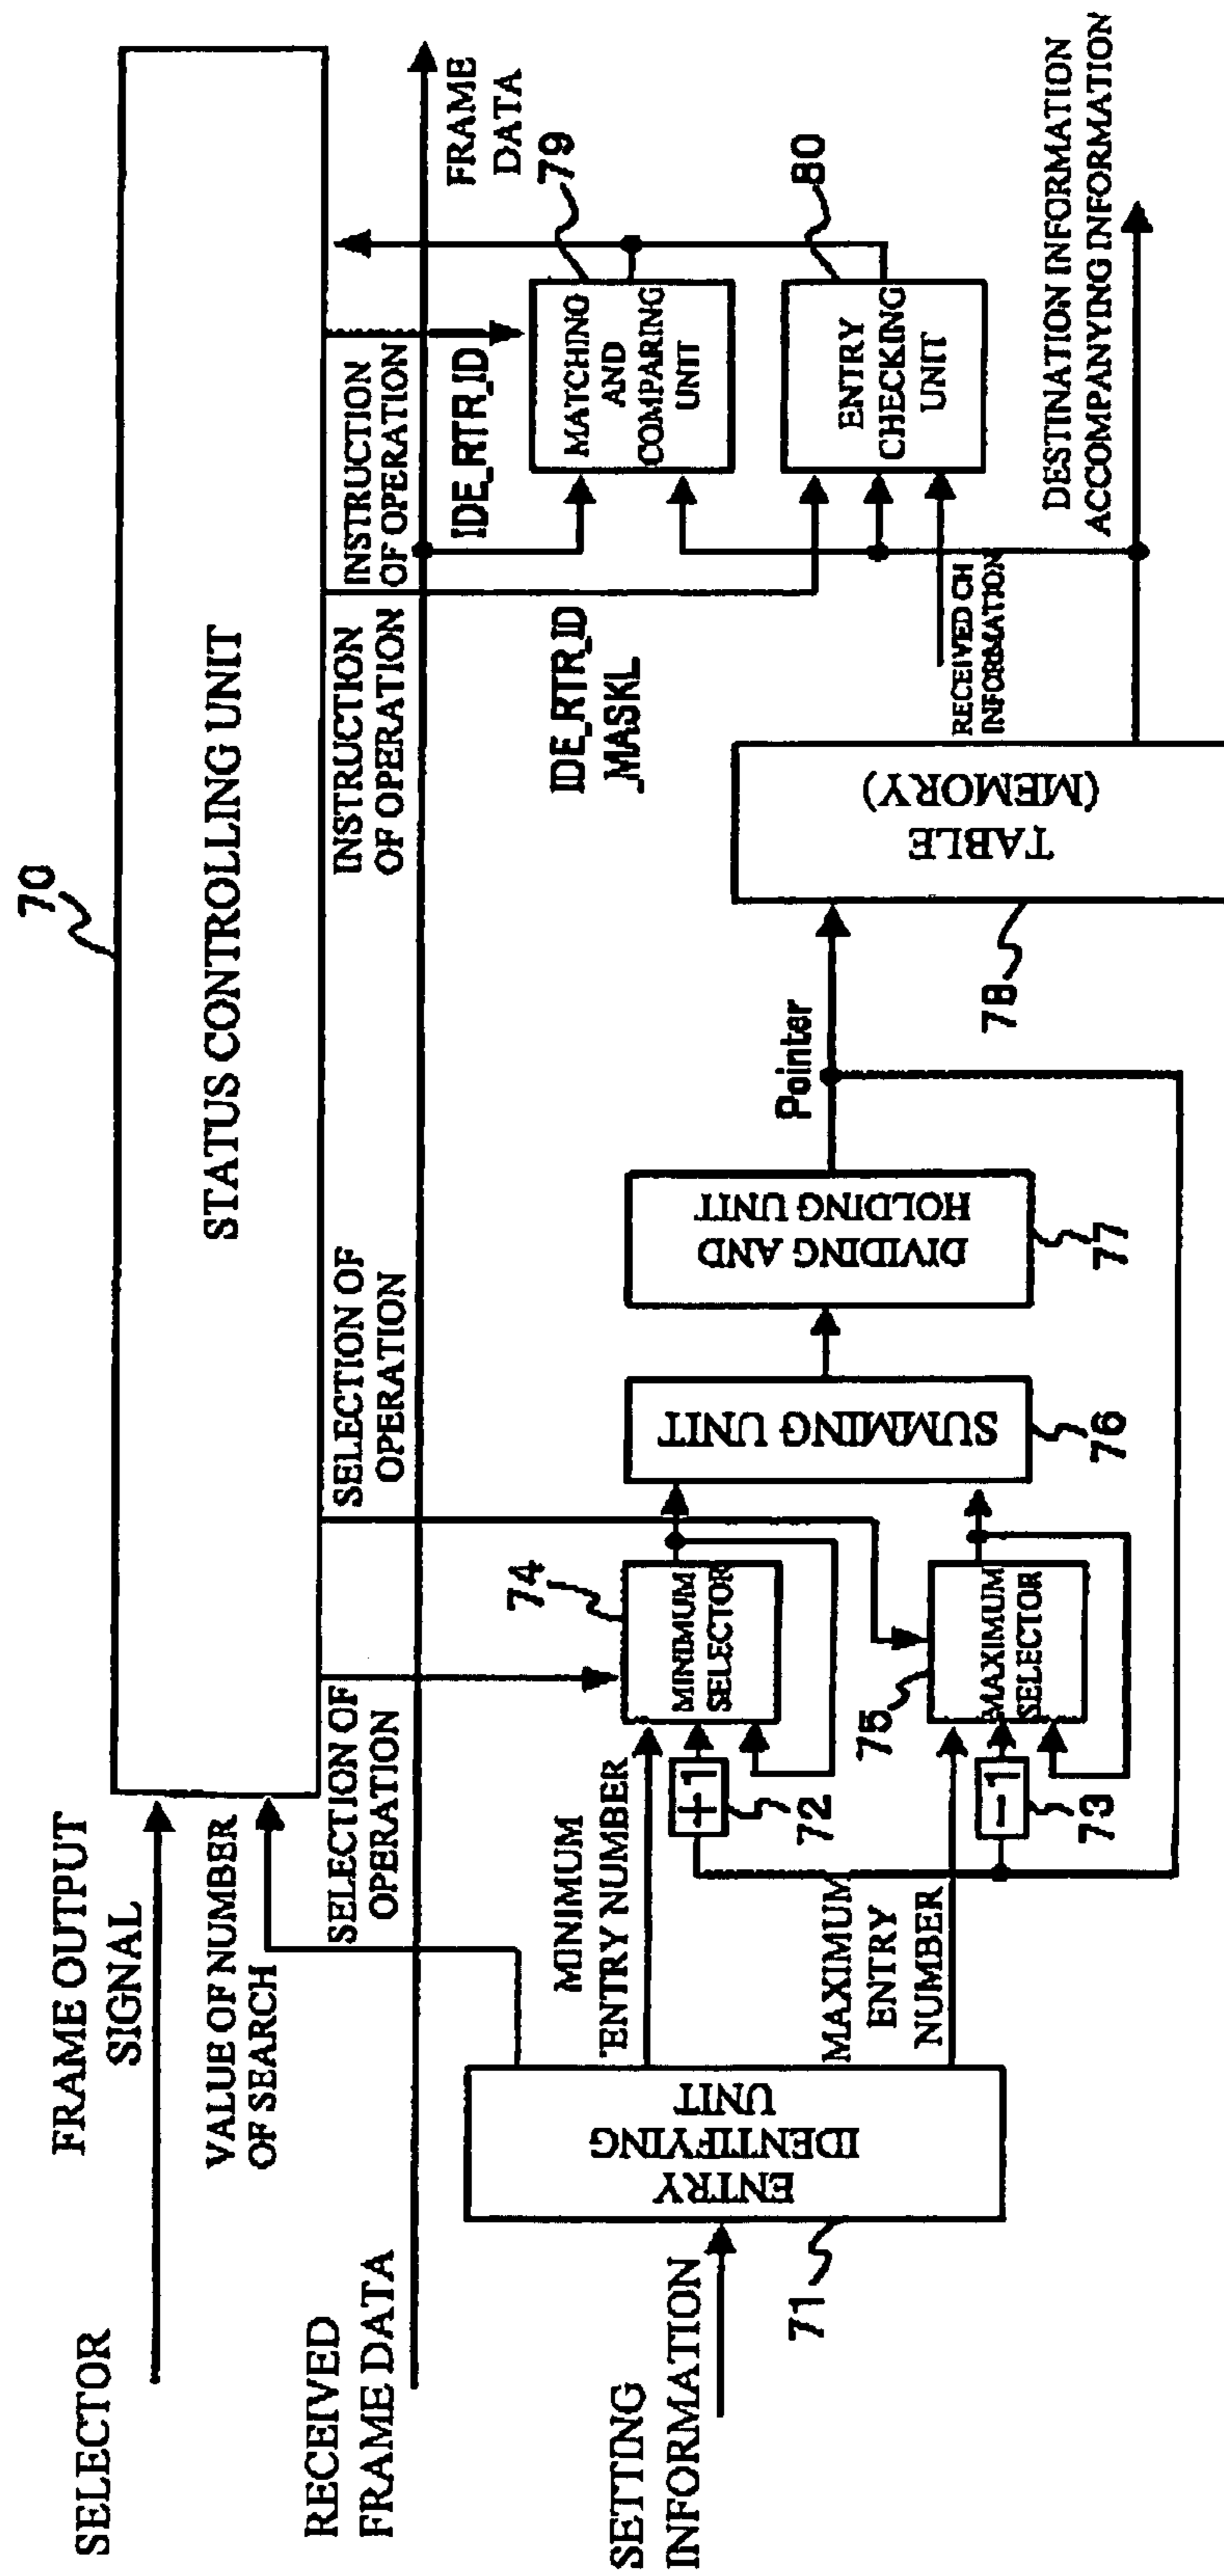 70
STATUS CONTROLLING UNIT
SELECTOR
FRAME OUTPUT
SIGNAL
VALUE OF NUMBER
OF SEARCH
SELECTION OF
OPERATION
SELECTION OF
OPERATION
INSTRUCTION
OF OPERATION
INSTRUCTION
OF OPERATION
FRAME
DATA
RECEIVED
FRAME DATA
IDE_RTR_ID
IDE_RTR_ID
_MASKL
79
MATCHING
AND
COMPARING
UNIT
80
ENTRY
CHECKING
UNIT
SETTING
INFORMATION
71
ENTRY
IDENTIFYING
UNIT
MINIMUM
ENTRY NUMBER
MAXIMUM
ENTRY
NUMBER
+1
72
-1
73
74
MINIMUM
SELECTOR
75
MAXIMUM
SELECTOR
SUMMING UNIT
76
DIVIDING AND
HOLDING UNIT
77
Pointer
TABLE
(MEMORY)
78
RECEIVED CH
INFORMATION
DESTINATION INFORMATION
ACCOMPANYING INFORMATION